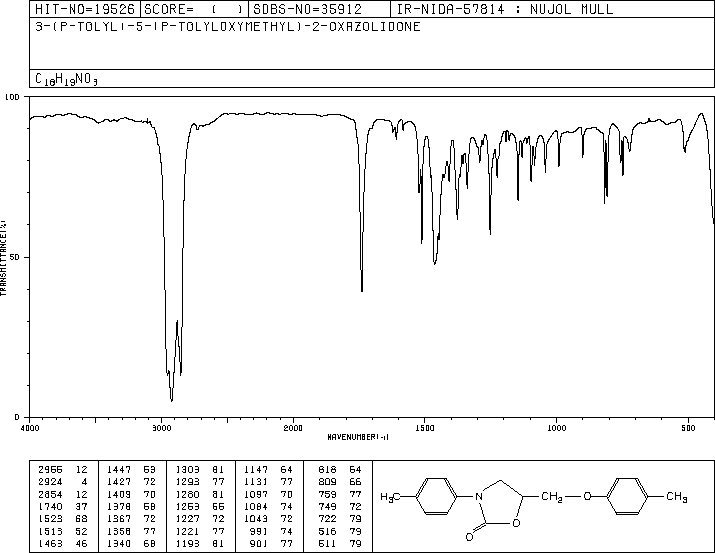 HIT-NO=19526 SCORE= ( ) SDBS-NO=35912 IR-NIDA-57814 : NUJOL MULL
3-(P-TOLYL)-5-(P-TOLYLOXYMETHYL)-2-OXAZOLIDONE
C18H19NO3
100
TRANSMITTANCE(%)
50
0
4000 3000 2000 1500 1000 500
WAVENUMBER(-1)
2956 12 1447 53 1303 81 1147 64 818 64
2924 4 1427 72 1293 77 1131 77 809 66
2854 12 1409 70 1280 81 1097 70 759 77
1740 37 1378 58 1253 55 1084 74 749 72
1523 68 1367 72 1227 72 1043 72 722 79
1513 52 1358 77 1221 77 991 74 516 79
1463 46 1340 68 1193 81 901 77 511 79
H3C N CH2 O CH3
O
O